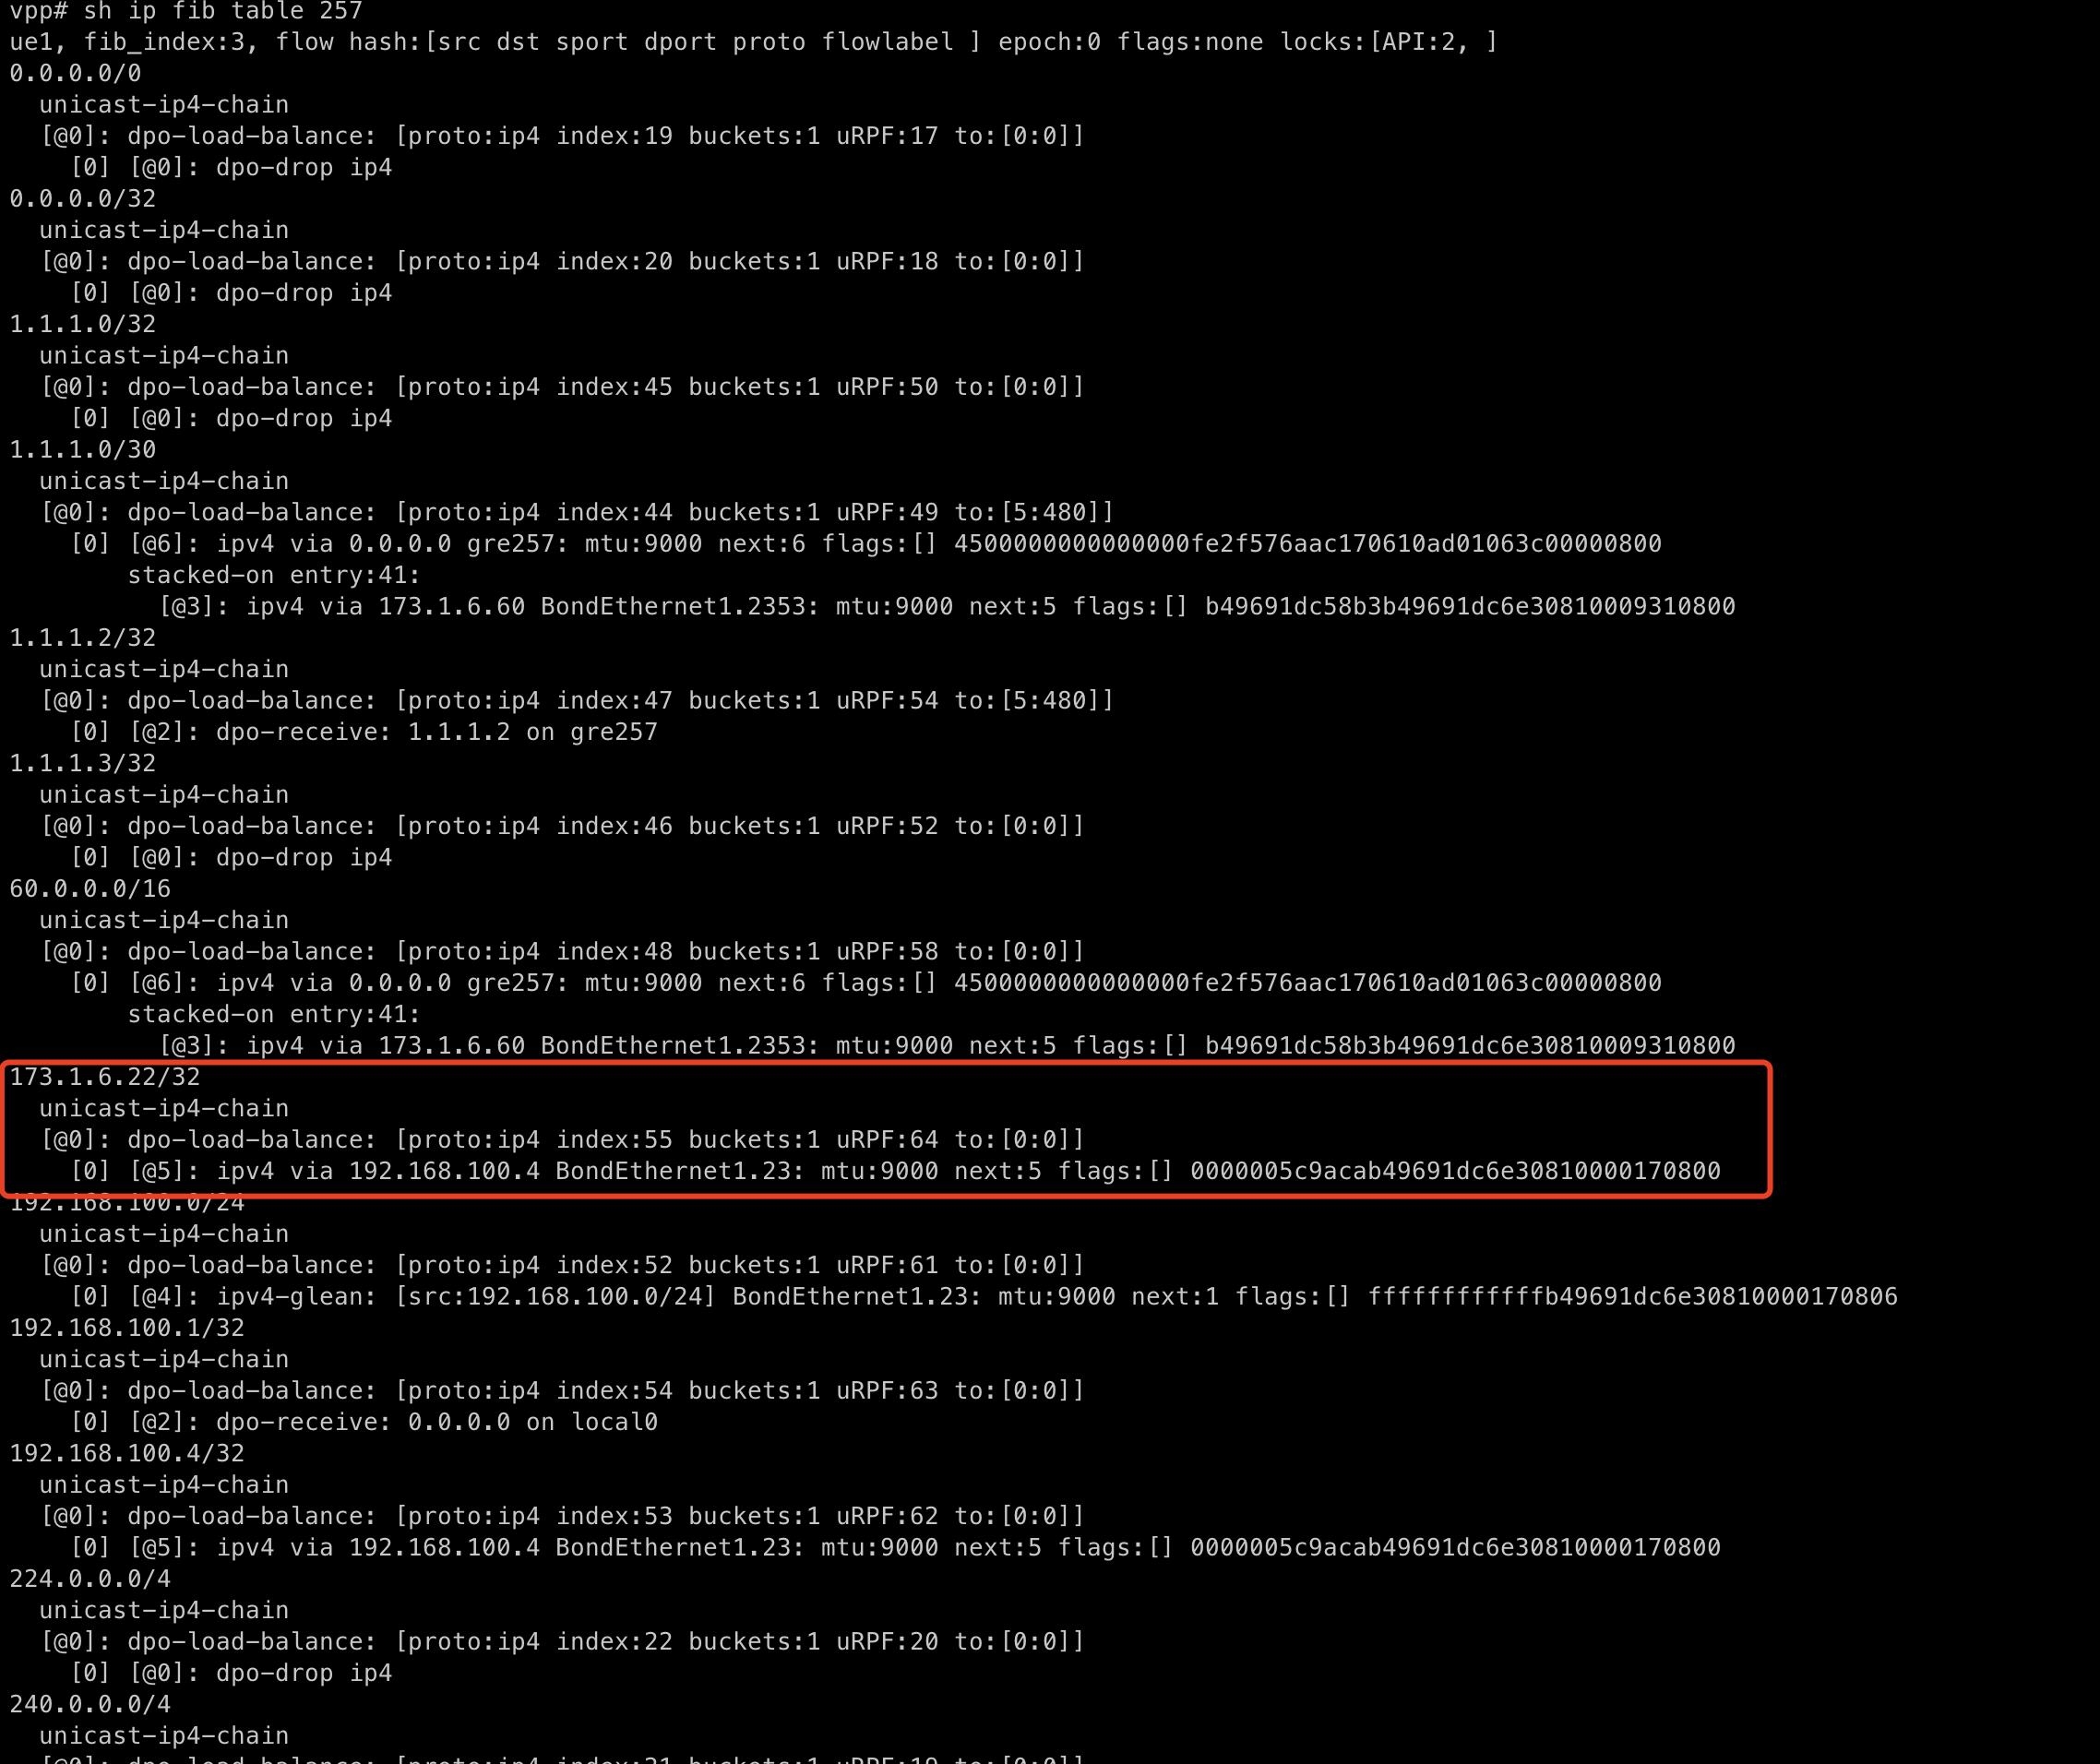 vpp# sh ip fib table 257
ue1, fib_index:3, flow hash:[src dst sport dport proto flowlabel ] epoch:0 flags:none locks:[API:2, ]
0.0.0.0/0
  unicast-ip4-chain
  [@0]: dpo-load-balance: [proto:ip4 index:19 buckets:1 uRPF:17 to:[0:0]]
    [0] [@0]: dpo-drop ip4
0.0.0.0/32
  unicast-ip4-chain
  [@0]: dpo-load-balance: [proto:ip4 index:20 buckets:1 uRPF:18 to:[0:0]]
    [0] [@0]: dpo-drop ip4
1.1.1.0/32
  unicast-ip4-chain
  [@0]: dpo-load-balance: [proto:ip4 index:45 buckets:1 uRPF:50 to:[0:0]]
    [0] [@0]: dpo-drop ip4
1.1.1.0/30
  unicast-ip4-chain
  [@0]: dpo-load-balance: [proto:ip4 index:44 buckets:1 uRPF:49 to:[5:480]]
    [0] [@6]: ipv4 via 0.0.0.0 gre257: mtu:9000 next:6 flags:[] 4500000000000000fe2f576aac170610ad01063c00000800
        stacked-on entry:41:
          [@3]: ipv4 via 173.1.6.60 BondEthernet1.2353: mtu:9000 next:5 flags:[] b49691dc58b3b49691dc6e30810009310800
1.1.1.2/32
  unicast-ip4-chain
  [@0]: dpo-load-balance: [proto:ip4 index:47 buckets:1 uRPF:54 to:[5:480]]
    [0] [@2]: dpo-receive: 1.1.1.2 on gre257
1.1.1.3/32
  unicast-ip4-chain
  [@0]: dpo-load-balance: [proto:ip4 index:46 buckets:1 uRPF:52 to:[0:0]]
    [0] [@0]: dpo-drop ip4
60.0.0.0/16
  unicast-ip4-chain
  [@0]: dpo-load-balance: [proto:ip4 index:48 buckets:1 uRPF:58 to:[0:0]]
    [0] [@6]: ipv4 via 0.0.0.0 gre257: mtu:9000 next:6 flags:[] 4500000000000000fe2f576aac170610ad01063c00000800
        stacked-on entry:41:
          [@3]: ipv4 via 173.1.6.60 BondEthernet1.2353: mtu:9000 next:5 flags:[] b49691dc58b3b49691dc6e30810009310800
173.1.6.22/32
  unicast-ip4-chain
  [@0]: dpo-load-balance: [proto:ip4 index:55 buckets:1 uRPF:64 to:[0:0]]
    [0] [@5]: ipv4 via 192.168.100.4 BondEthernet1.23: mtu:9000 next:5 flags:[] 0000005c9acab49691dc6e30810000170800
192.168.100.0/24
  unicast-ip4-chain
  [@0]: dpo-load-balance: [proto:ip4 index:52 buckets:1 uRPF:61 to:[0:0]]
    [0] [@4]: ipv4-glean: [src:192.168.100.0/24] BondEthernet1.23: mtu:9000 next:1 flags:[] ffffffffffffb49691dc6e30810000170806
192.168.100.1/32
  unicast-ip4-chain
  [@0]: dpo-load-balance: [proto:ip4 index:54 buckets:1 uRPF:63 to:[0:0]]
    [0] [@2]: dpo-receive: 0.0.0.0 on local0
192.168.100.4/32
  unicast-ip4-chain
  [@0]: dpo-load-balance: [proto:ip4 index:53 buckets:1 uRPF:62 to:[0:0]]
    [0] [@5]: ipv4 via 192.168.100.4 BondEthernet1.23: mtu:9000 next:5 flags:[] 0000005c9acab49691dc6e30810000170800
224.0.0.0/4
  unicast-ip4-chain
  [@0]: dpo-load-balance: [proto:ip4 index:22 buckets:1 uRPF:20 to:[0:0]]
    [0] [@0]: dpo-drop ip4
240.0.0.0/4
  unicast-ip4-chain
  [@0]: dpo-load-balance: [proto:ip4 index:21 buckets:1 uRPF:19 to:[0:0]]